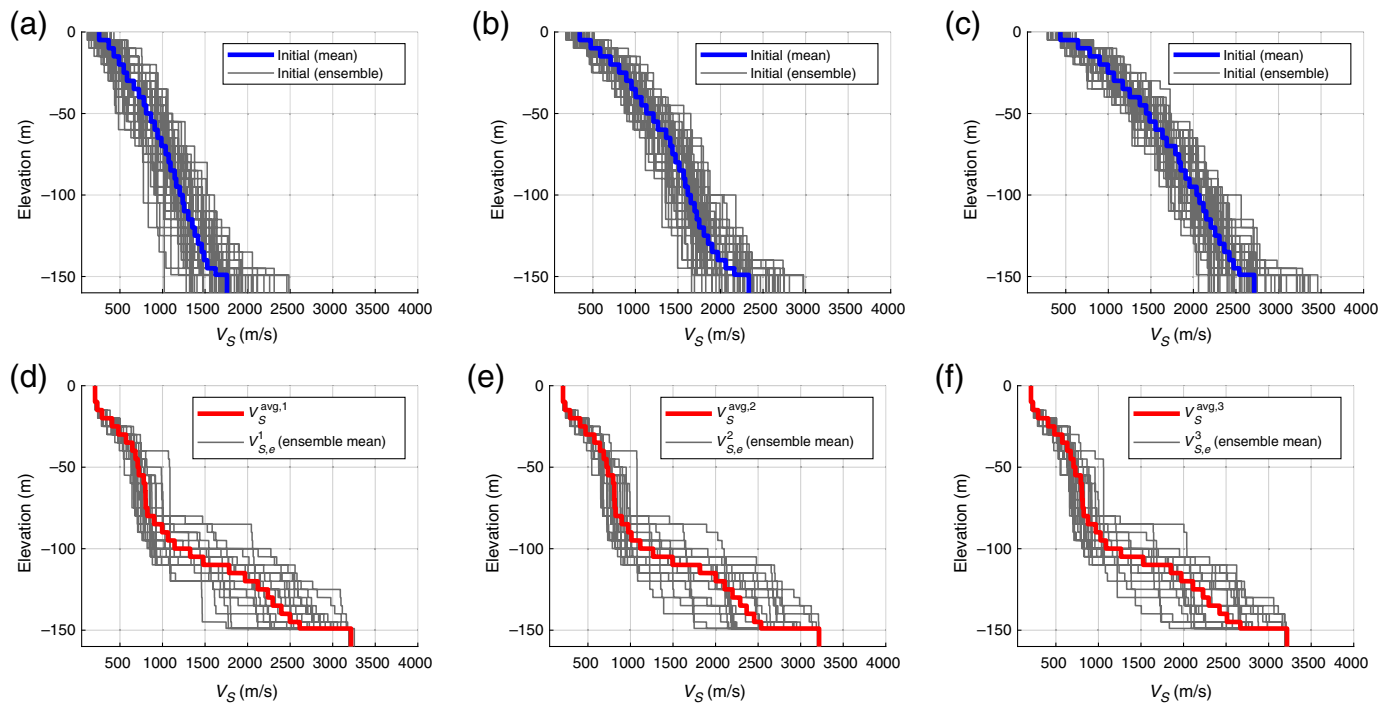 (a)
Initial (mean)
Initial (ensemble)
0
−50
−100
−150
Elevation (m)
500 1000 1500 2000 2500 3000 3500 4000
V_S (m/s)
(b)
Initial (mean)
Initial (ensemble)
0
−50
−100
−150
Elevation (m)
500 1000 1500 2000 2500 3000 3500 4000
V_S (m/s)
(c)
Initial (mean)
Initial (ensemble)
0
−50
−100
−150
Elevation (m)
500 1000 1500 2000 2500 3000 3500 4000
V_S (m/s)
(d)
V_S^avg,1
V_S,e^1 (ensemble mean)
0
−50
−100
−150
Elevation (m)
500 1000 1500 2000 2500 3000 3500 4000
V_S (m/s)
(e)
V_S^avg,2
V_S,e^2 (ensemble mean)
0
−50
−100
−150
Elevation (m)
500 1000 1500 2000 2500 3000 3500 4000
V_S (m/s)
(f)
V_S^avg,3
V_S,e^3 (ensemble mean)
0
−50
−100
−150
Elevation (m)
500 1000 1500 2000 2500 3000 3500 4000
V_S (m/s)